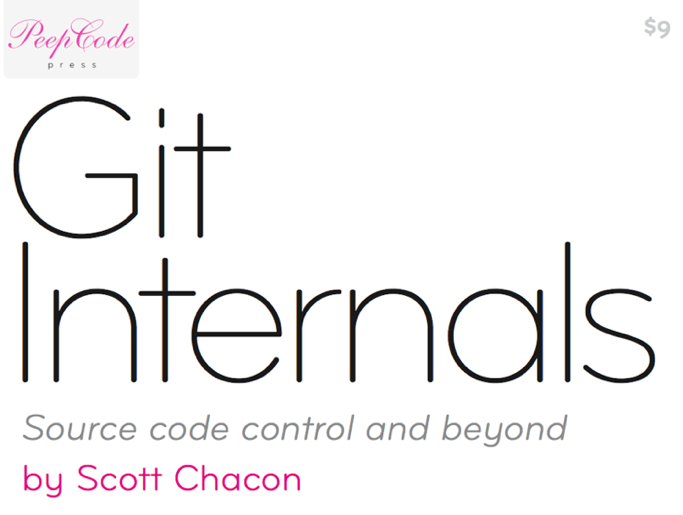 PeepCode
press
$9
Git
Internals
Source code control and beyond
by Scott Chacon